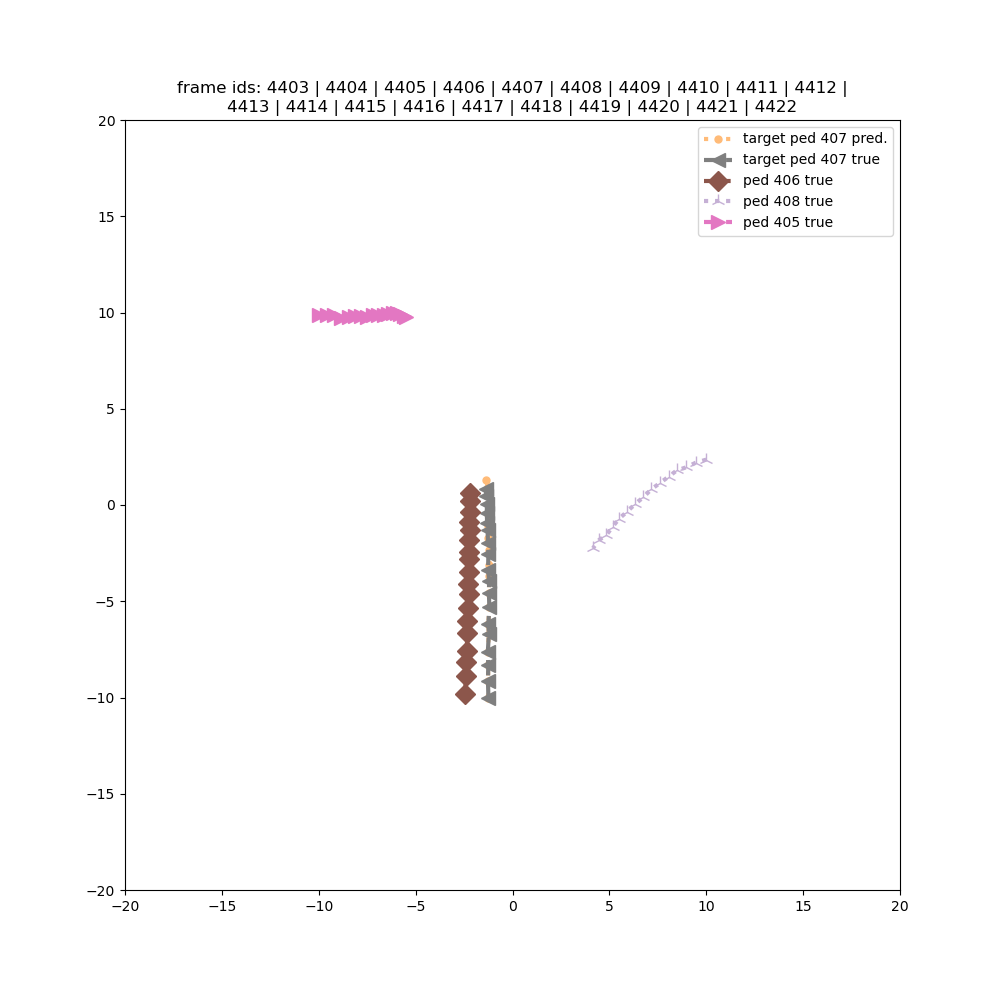 frame ids: 4403 | 4404 | 4405 | 4406 | 4407 | 4408 | 4409 | 4410 | 4411 | 4412 |
4413 | 4414 | 4415 | 4416 | 4417 | 4418 | 4419 | 4420 | 4421 | 4422
target ped 407 pred.
target ped 407 true
ped 406 true
ped 408 true
ped 405 true
20
15
10
5
0
−5
−10
−15
−20
−20 −15 −10 −5 0 5 10 15 20